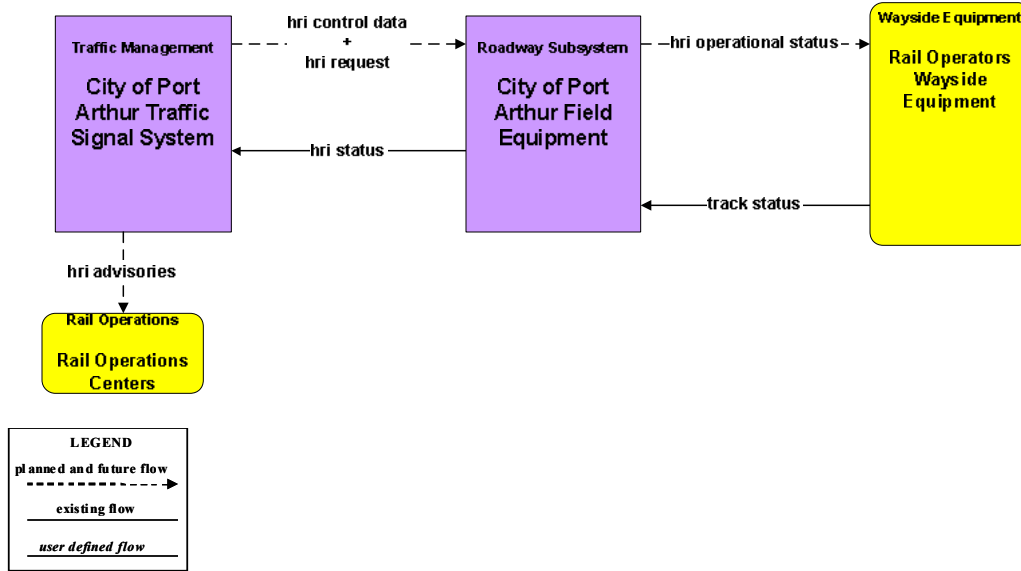 Traffic Management
City of Port
Arthur Traffic
Signal System
hri control data
+
hri request
Roadway Subsystem
City of Port
Arthur Field
Equipment
hri operational status
Wayside Equipment
Rail Operators
Wayside
Equipment
hri status
track status
hri advisories
Rail Operations
Rail Operations
Centers
LEGEND
planned and future flow
existing flow
user defined flow